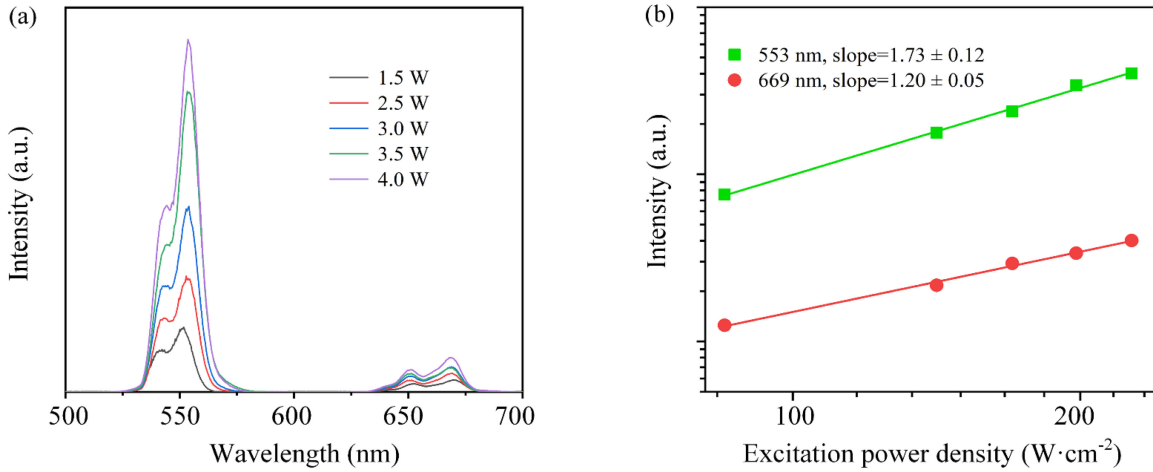 (a)
1.5 W
2.5 W
3.0 W
3.5 W
4.0 W
Intensity (a.u.)
500 550 600 650 700
Wavelength (nm)
(b)
553 nm, slope=1.73 ± 0.12
669 nm, slope=1.20 ± 0.05
Intensity (a.u.)
100 200
Excitation power density (W·cm⁻²)